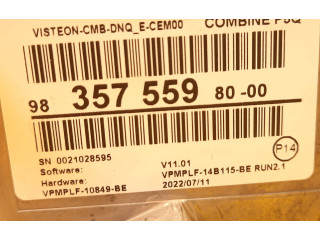 VISTEON-CMB-DNQ_E-CEM00 COMBINE P5Q
98 357 559 80-00
SN 0021028595
Software: V11.01
Hardware: VPMPLF-14B115-BE RUN2.1
VPMPLF-10849-BE 2022/07/11
P14